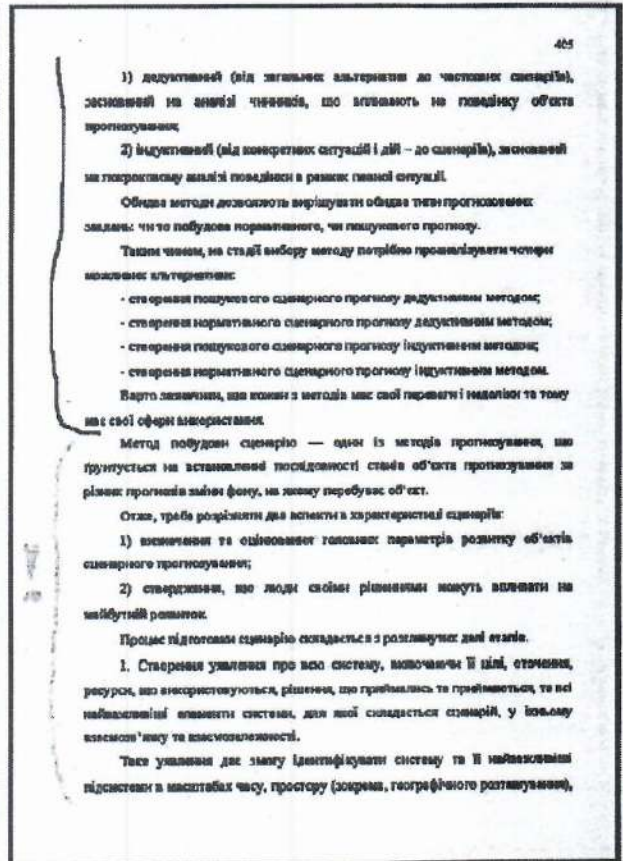 405
1) дедуктивний (від загальних альтернатив до часткових сценаріїв),
заснований на аналізі чинників, що впливають на поведінку об'єкта
прогнозування;
2) індуктивний (від конкретних ситуацій і дій – до сценаріїв), заснований
на покроковому аналізі поведінки в рамках певної ситуації.
Обидва методи дозволяють вирішувати обидва типи прогнозованих
завдань: чи то побудова нормативного, чи пошукового прогнозу.
Таким чином, на стадії вибору методу потрібно проаналізувати чотири
можливих альтернативи:
- створення пошукового сценарного прогнозу дедуктивним методом;
- створення нормативного сценарного прогнозу дедуктивним методом;
- створення пошукового сценарного прогнозу індуктивним методом;
- створення нормативного сценарного прогнозу індуктивним методом.
Варто зазначити, що кожен з методів має свої переваги і недоліки та тому
має свої сфери використання.
Метод побудови сценарію — один із методів прогнозування, що
ґрунтується на встановленні послідовності станів об'єкта прогнозування за
різних прогнозів зміни фону, на якому перебуває об'єкт.
Отже, треба розрізняти два аспекти в характеристиці сценаріїв:
1) визначення та оцінювання головних параметрів розвитку об'єктів
сценарного прогнозування;
2) ствердження, що люди своїми рішеннями можуть впливати на
майбутній розвиток.
Процес підготовки сценарію складається з розглянутих далі етапів.
1. Створення уявлення про всю систему, включаючи її цілі, оточення,
ресурси, що використовуються, рішення, що приймались та приймаються, та всі
найважливіші елементи системи, для якої складається сценарій, у їхньому
взаємозв'язку та взаємозалежності.
Таке уявлення дає змогу ідентифікувати систему та її найважливіші
підсистеми в масштабах часу, простору (зокрема, географічного розташування),